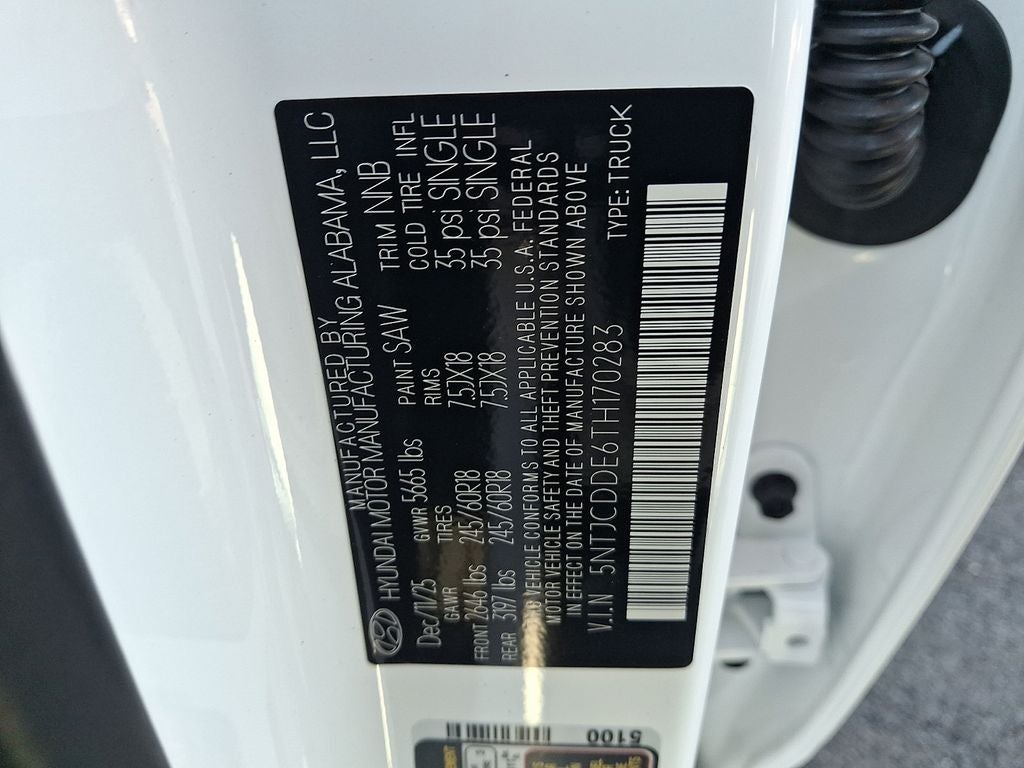 MANUFACTURED BY
HYUNDAI MOTOR MANUFACTURING ALABAMA, LLC
Dec/11/25 GVWR 5665 lbs PAINT SAW TRIM NNB
GAWR TIRES RMS COLD TIRE INFL
FRONT 2646 lbs 245/60R18 7.5JX18 35 psi SINGLE
REAR 3197 lbs 245/60R18 7.5JX18 35 psi SINGLE
VEHICLE CONFORMS TO ALL APPLICABLE U.S.A. FEDERAL
MOTOR VEHICLE SAFETY AND THEFT PREVENTION STANDARDS
IN EFFECT ON DATE OF MANUFACTURE SHOWN ABOVE
V.I.N 5NTJCDDE6TH170283 TYPE: TRUCK
5100